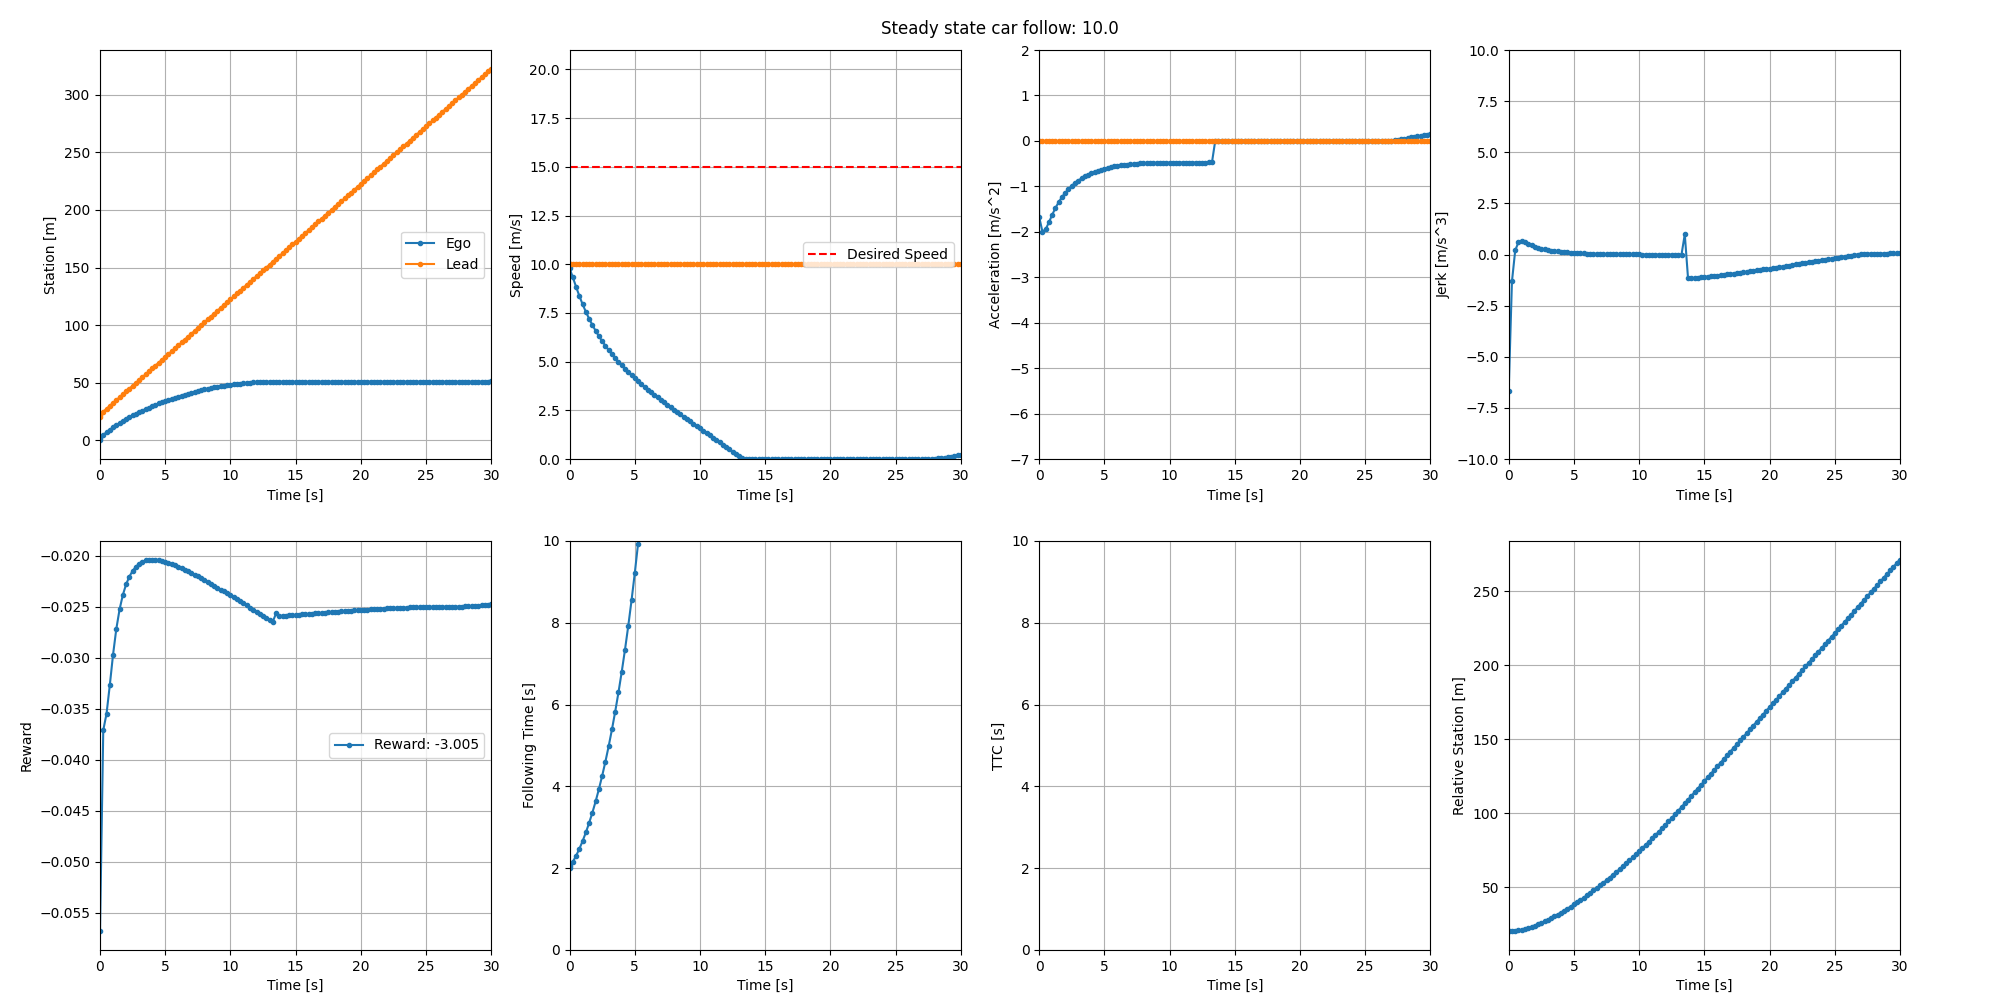 Steady state car follow: 10.0
Station [m]
300
250
200
150
100
50
0
0 5 10 15 20 25 30
Time [s]
Ego
Lead
Speed [m/s]
20.0
17.5
15.0
12.5
10.0
7.5
5.0
2.5
0.0
0 5 10 15 20 25 30
Time [s]
Desired Speed
Acceleration [m/s^2]
2
1
0
−1
−2
−3
−4
−5
−6
−7
0 5 10 15 20 25 30
Time [s]
Jerk [m/s^3]
10.0
7.5
5.0
2.5
0.0
−2.5
−5.0
−7.5
−10.0
0 5 10 15 20 25 30
Time [s]
Reward
−0.020
−0.025
−0.030
−0.035
−0.040
−0.045
−0.050
−0.055
0 5 10 15 20 25 30
Time [s]
Reward: -3.005
Following Time [s]
10
8
6
4
2
0
0 5 10 15 20 25 30
Time [s]
TTC [s]
10
8
6
4
2
0
0 5 10 15 20 25 30
Time [s]
Relative Station [m]
250
200
150
100
50
0 5 10 15 20 25 30
Time [s]